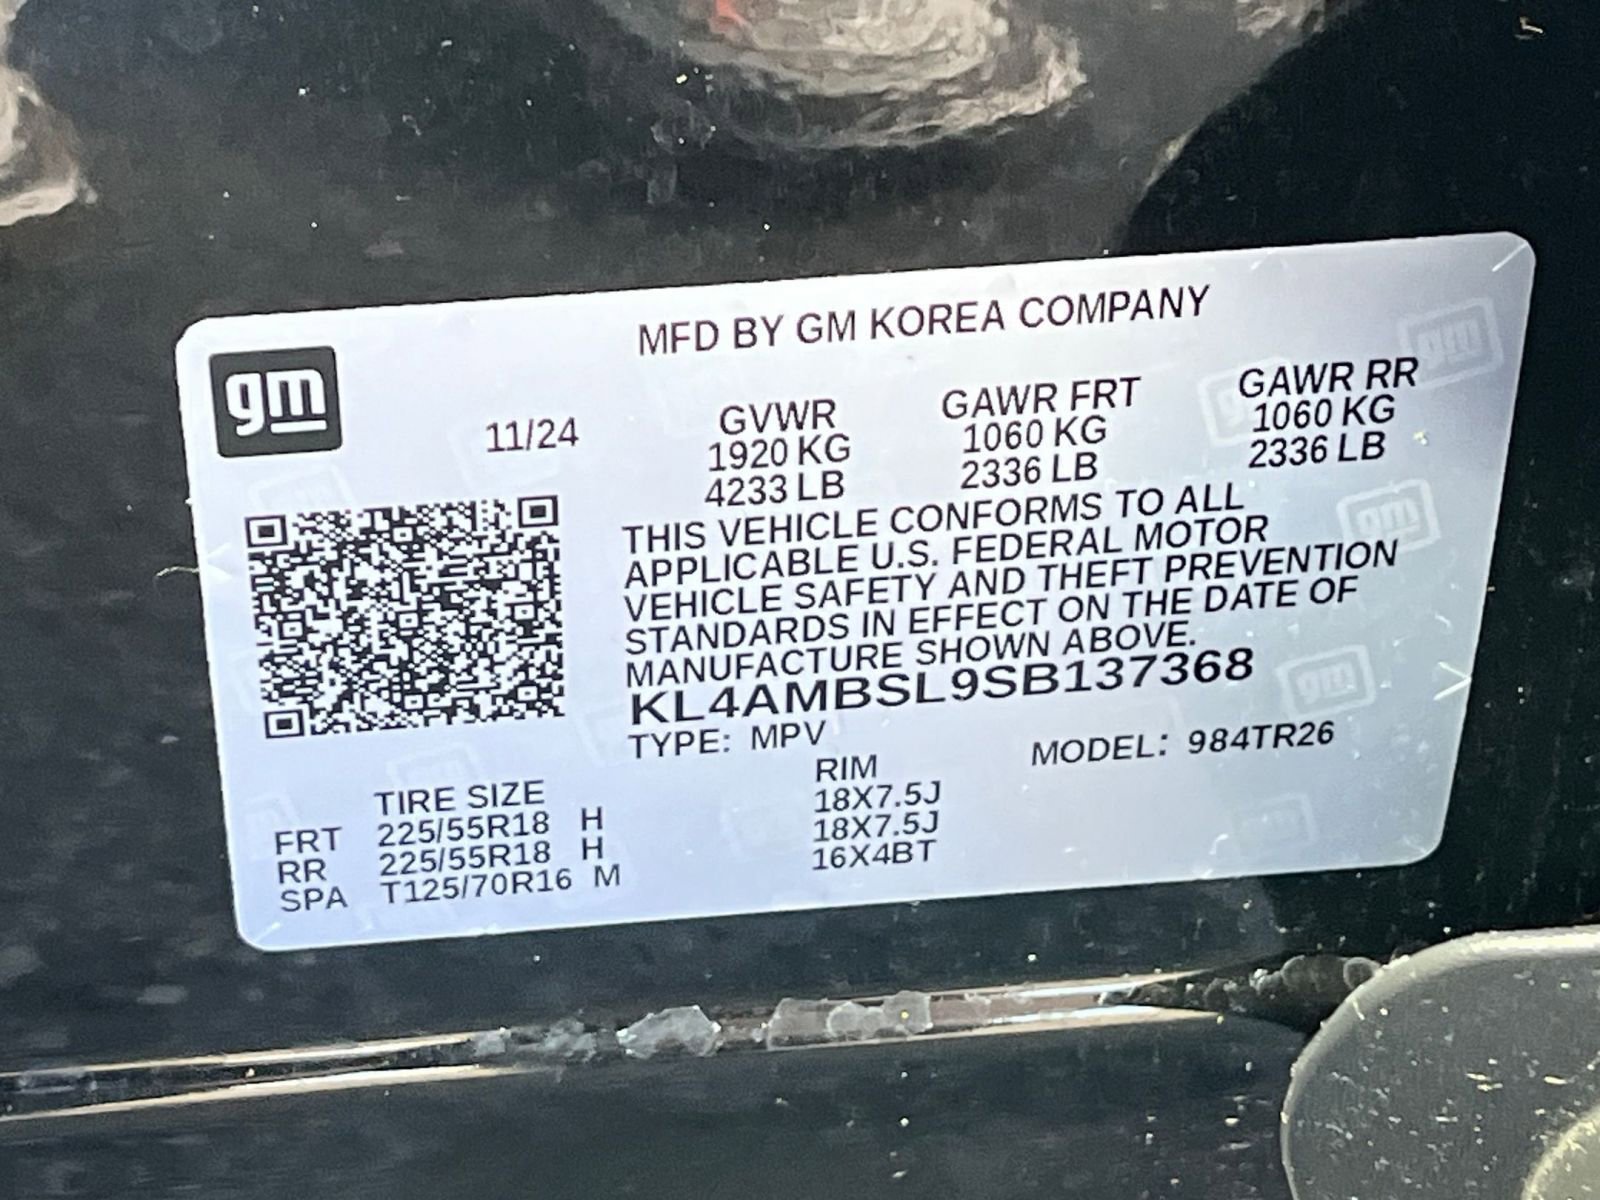 gm
MFD BY GM KOREA COMPANY
11/24
GVWR
1920 KG
4233 LB
GAWR FRT
1060 KG
2336 LB
GAWR RR
1060 KG
2336 LB
THIS VEHICLE CONFORMS TO ALL
APPLICABLE U.S. FEDERAL MOTOR
VEHICLE SAFETY AND THEFT PREVENTION
STANDARDS IN EFFECT ON THE DATE OF
MANUFACTURE SHOWN ABOVE.
KL4AMBSL9SB137368
TYPE: MPV MODEL: 984TR26
TIRE SIZE RIM
FRT 225/55R18 H 18X7.5J
RR 225/55R18 H 18X7.5J
SPA T125/70R16 M 16X4BT